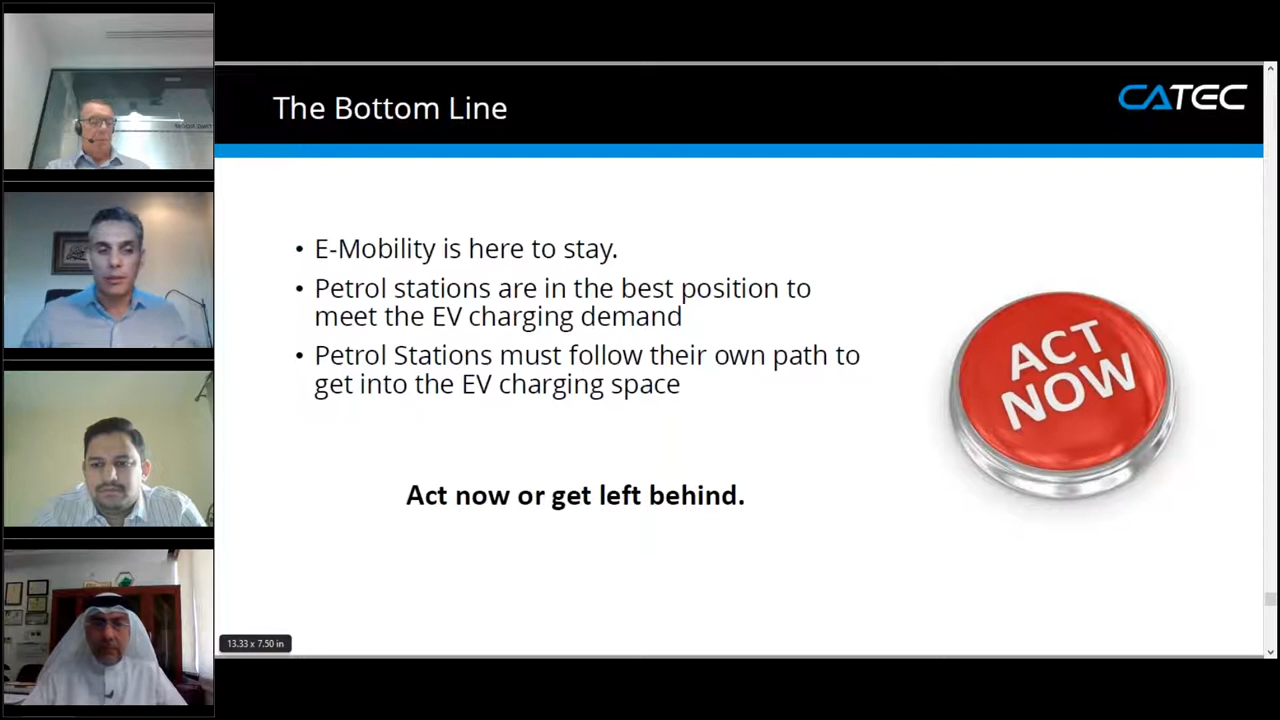 The Bottom Line
CATEC
• E-Mobility is here to stay.
• Petrol stations are in the best position to
meet the EV charging demand
• Petrol Stations must follow their own path to
get into the EV charging space
ACT
NOW
Act now or get left behind.
13.33 x 7.50 in